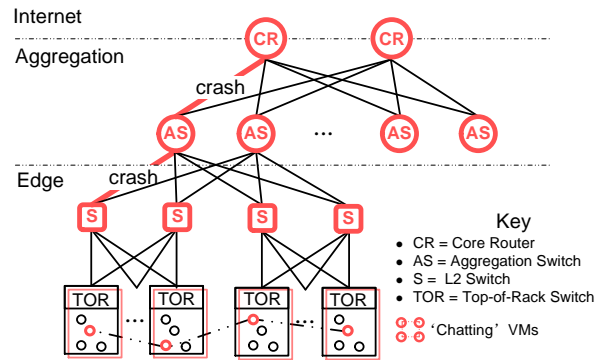 Internet
CR CR
Aggregation
crash
AS AS ... AS AS
crash
Edge
S S S S
Key
• CR = Core Router
• AS = Aggregation Switch
• S = L2 Switch
• TOR = Top-of-Rack Switch
TOR ... TOR TOR ... TOR
'Chatting' VMs